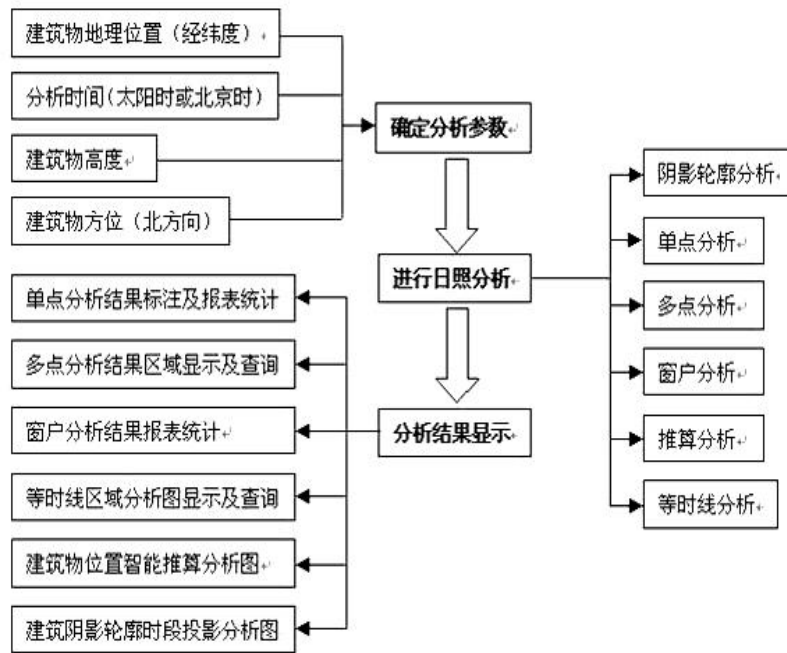 建筑物地理位置（经纬度）
分析时间(太阳时或北京时)
建筑物高度
建筑物方位（北方向）
确定分析参数
进行日照分析
分析结果显示
阴影轮廓分析
单点分析
多点分析
窗户分析
推算分析
等时线分析
单点分析结果标注及报表统计
多点分析结果区域显示及查询
窗户分析结果报表统计
等时线区域分析图显示及查询
建筑物位置智能推算分析图
建筑阴影轮廓时段投影分析图